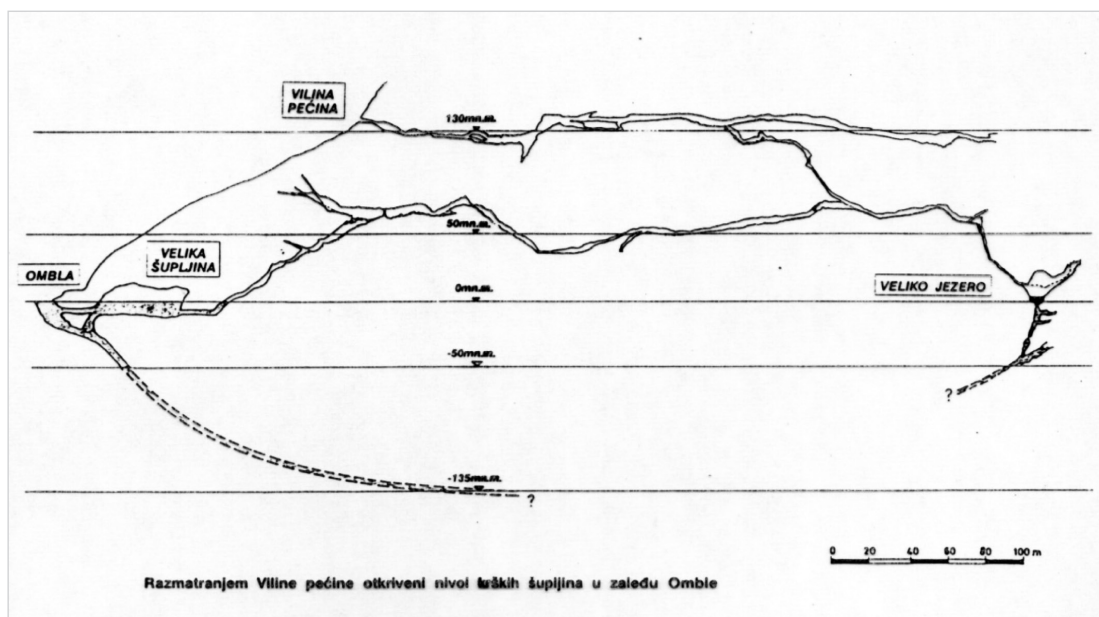 VILINA
PEĆINA
130mn.m.
50mn.m.
VELIKA
ŠUPLJINA
OMBLA
0mn.m.
VELIKO JEZERO
-50mn.m.
?
-135mn.m.
?
0 20 40 60 80 100 m
Razmatranjem Viline pećine otkriveni nivoi šupljina u zaleđu Omble